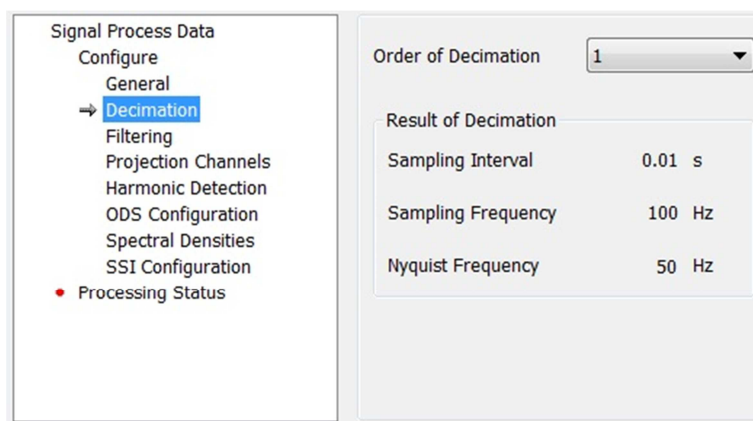 Signal Process Data
Configure
General
Decimation
Filtering
Projection Channels
Harmonic Detection
ODS Configuration
Spectral Densities
SSI Configuration
Processing Status
Order of Decimation 1
Result of Decimation
Sampling Interval 0.01 s
Sampling Frequency 100 Hz
Nyquist Frequency 50 Hz